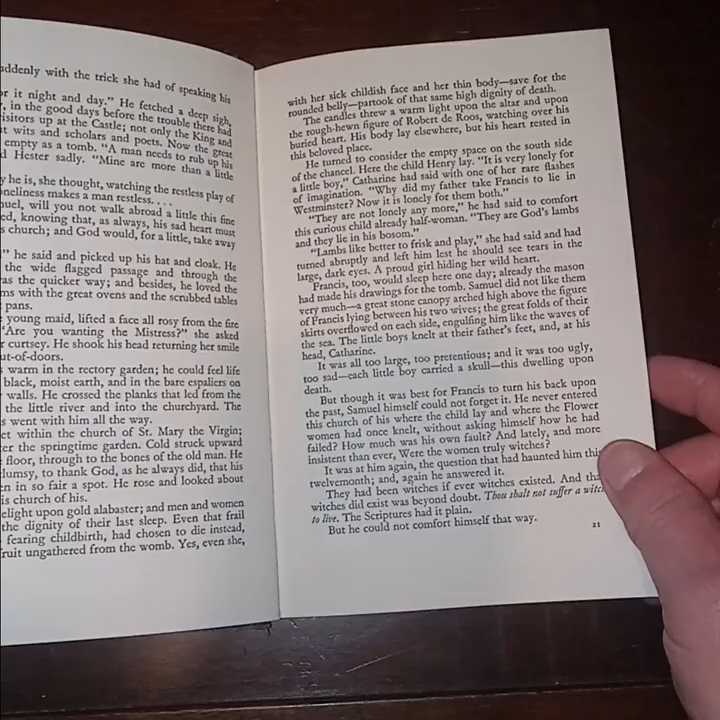 uddenly with the trick she had of speaking his
or it night and day." He fetched a deep sigh,
, in the good days before the trouble there had
isitors up at the Castle; not only the King and
t wits and scholars and poets. Now the great
empty as a tomb. "A man needs to rub up his
d Hester sadly. "Mine are more than a little
y he is, she thought, watching the restless play of
neliness makes a man restless. . . .
uel, will you not walk abroad a little this fine
ed, knowing that, as always, his sad heart must
s church; and God would, for a little, take away
" he said and picked up his hat and cloak. He
the wide flagged passage and through the
as the quicker way; and besides, he loved the
ms with the great ovens and the scrubbed tables
pans.
young maid, lifted a face all rosy from the fire
"Are you wanting the Mistress?" she asked
r curtsey. He shook his head returning her smile
ut-of-doors.
s warm in the rectory garden; he could feel life
black, moist earth, and in the bare espaliers on
walls. He crossed the planks that led from the
the little river and into the churchyard. The
s went with him all the way.
et within the church of St. Mary the Virgin;
er the springtime garden. Cold struck upward
floor, through to the bones of the old man. He
lumsy, to thank God, as he always did, that his
en in so fair a spot. He rose and looked about
is church of his.
elight upon gold alabaster; and men and women
the dignity of their last sleep. Even that frail
fearing childbirth, had chosen to die instead,
ruit ungathered from the womb. Yes, even she,
with her sick childish face and her thin body—save for the
rounded belly—partook of that same high dignity of death.
The candles threw a warm light upon the altar and upon
the rough-hewn figure of Robert de Roos, watching over his
buried heart. His body lay elsewhere, but his heart rested in
this beloved place.
He turned to consider the empty space on the south side
of the chancel. Here the child Henry lay. "It is very lonely for
a little boy," Catharine had said with one of her rare flashes
of imagination. "Why did my father take Francis to lie in
Westminster? Now it is lonely for them both."
"They are not lonely any more," he had said to comfort
this curious child already half-woman. "They are God's lambs
and they lie in his bosom."
"Lambs like better to frisk and play," she had said and had
turned abruptly and left him lest he should see tears in the
large, dark eyes. A proud girl hiding her wild heart.
Francis, too, would sleep here one day; already the mason
had made his drawings for the tomb. Samuel did not like them
very much—a great stone canopy arched high above the figure
of Francis lying between his two wives; the great folds of their
skirts overflowed on each side, engulfing him like the waves of
the sea. The little boys knelt at their father's feet, and, at his
head, Catharine.
It was all too large, too pretentious; and it was too ugly,
too sad—each little boy carried a skull—this dwelling upon
death.
But though it was best for Francis to turn his back upon
the past, Samuel himself could not forget it. He never entered
this church of his where the child lay and where the Flower
women had once knelt, without asking himself how he had
failed? How much was his own fault? And lately, and more
insistent than ever, Were the women truly witches?
It was at him again, the question that had haunted him this
twelvemonth; and, again he answered it.
They had been witches if ever witches existed. And tha
witches did exist was beyond doubt. Thou shalt not suffer a witch
to live. The Scriptures had it plain.
But he could not comfort himself that way.
21